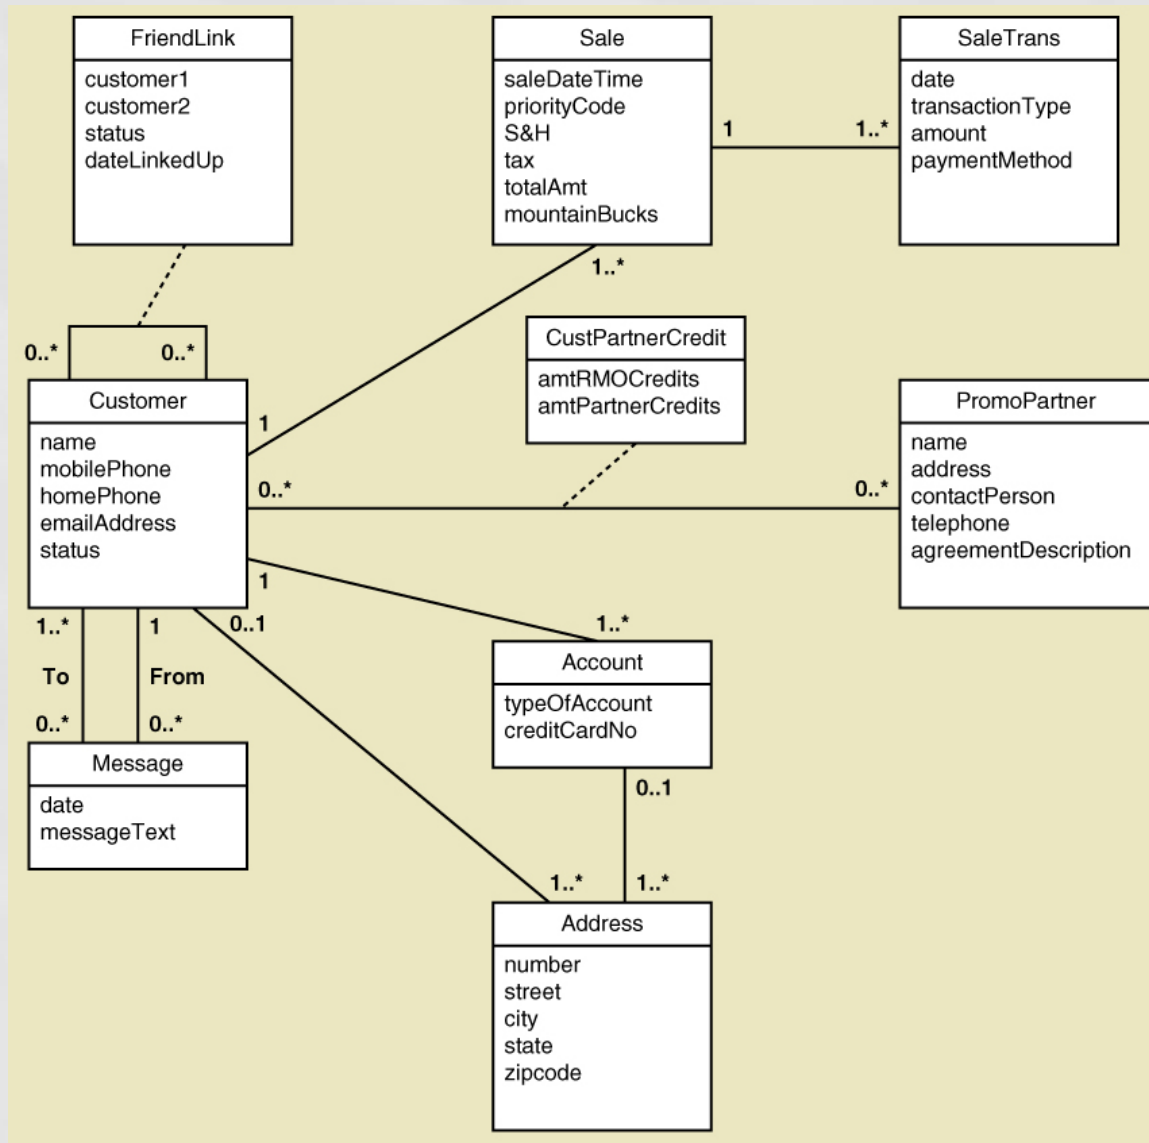 FriendLink
customer1
customer2
status
dateLinkedUp
Sale
saleDateTime
priorityCode
S&H
tax
totalAmt
mountainBucks
SaleTrans
date
transactionType
amount
paymentMethod
1
1..*
1..*
0..*
0..*
CustPartnerCredit
amtRMOCredits
amtPartnerCredits
Customer
name
mobilePhone
homePhone
emailAddress
status
1
0..*
0..*
PromoPartner
name
address
contactPerson
telephone
agreementDescription
1
1..*
0..1
1..*
1
To
From
0..*
0..*
Message
date
messageText
Account
typeOfAccount
creditCardNo
0..1
1..*
1..*
Address
number
street
city
state
zipcode